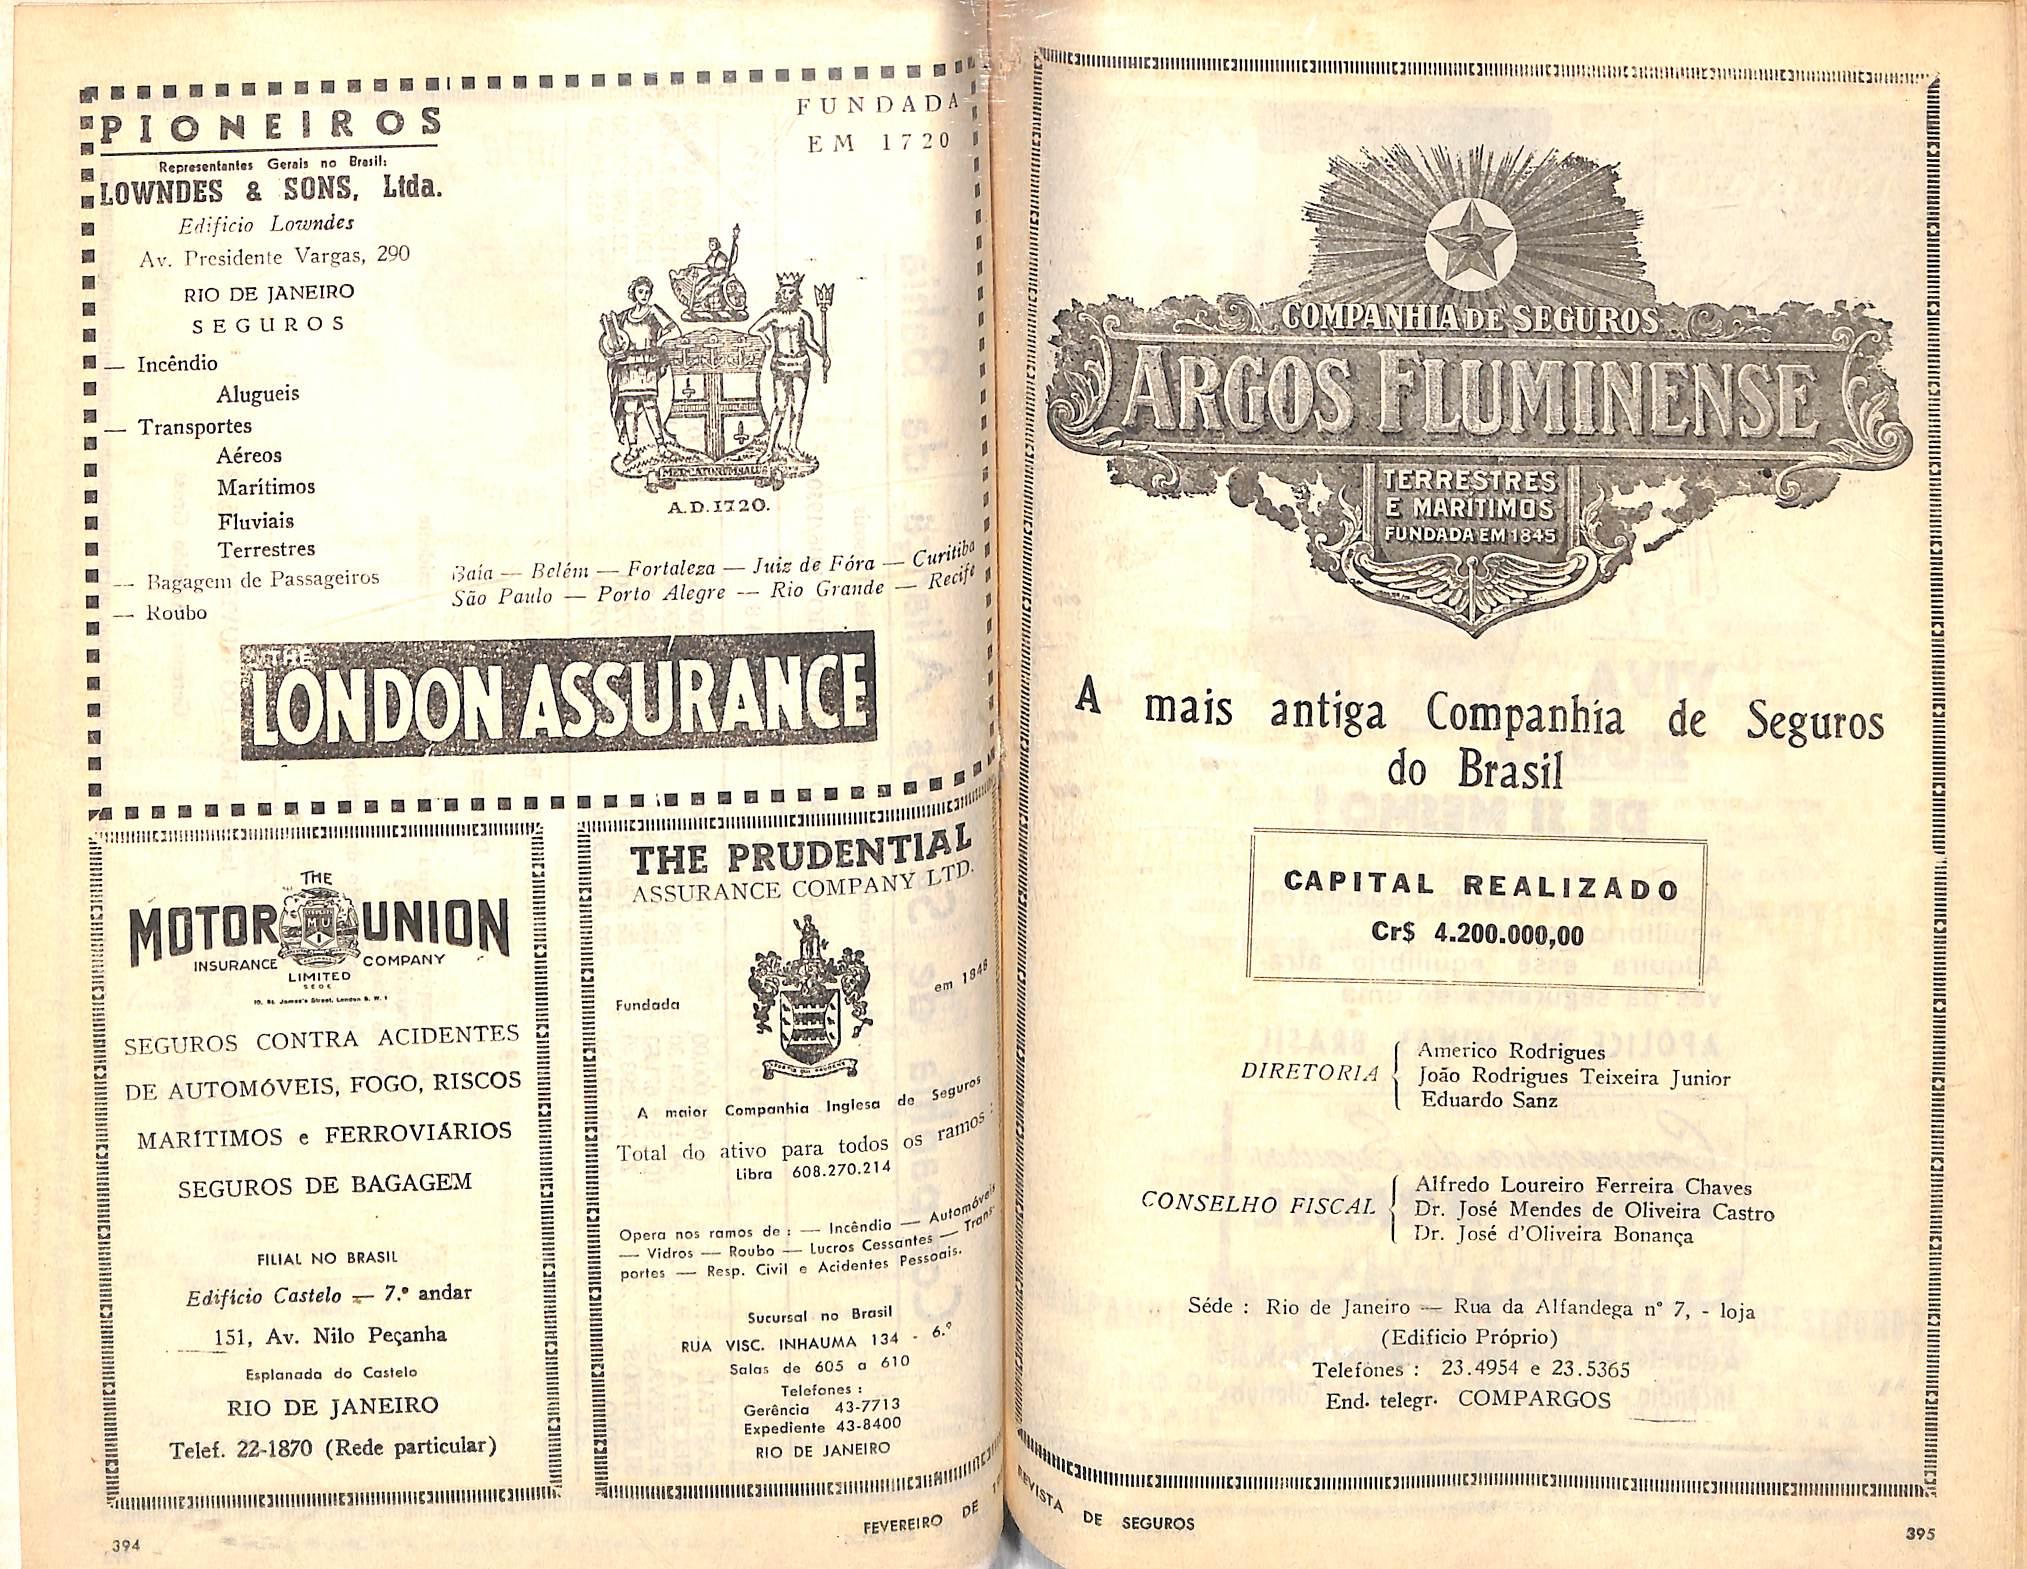 PIONEIROS
Representantes Gerais no Brasil:
LOWNDES & SONS, Ltda.
Edifício Lowndes
Av. Presidente Vargas, 290
RIO DE JANEIRO
SEGUROS
— Incêndio
Alugueis
— Transportes
Aéreos
Marítimos
Fluviais
Terrestres
— Bagagem de Passageiros
— Roubo
FUNDADA
EM 1720
A.D. 1720.
Baía — Belém — Fortaleza — Juiz de Fóra — Curitiba
São Paulo — Porto Alegre — Rio Grande — Recife
THE
LONDON ASSURANCE
THE
MOTOR UNION
MU
INSURANCE COMPANY
LIMITED
SÉDE
10, St. James's Street, London S. W. 1
SEGUROS CONTRA ACIDENTES
DE AUTOMÓVEIS, FOGO, RISCOS
MARÍTIMOS e FERROVIÁRIOS
SEGUROS DE BAGAGEM
FILIAL NO BRASIL
Edifício Castelo — 7.º andar
151, Av. Nilo Peçanha
Esplanada do Castelo
RIO DE JANEIRO
Telef. 22-1870 (Rede particular)
THE PRUDENTIAL
ASSURANCE COMPANY LTD.
Fundada em 1848
A maior Companhia Inglesa de Seguros
Total do ativo para todos os ramos :
Libra 608.270.214
Opera nos ramos de : — Incêndio — Automóveis
— Vidros — Roubo — Lucros Cessantes — Trans-
portes — Resp. Civil e Acidentes Pessoais.
Sucursal no Brasil
RUA VISC. INHAUMA 134 - 6.º
Salas de 605 a 610
Telefones :
Gerência 43-7713
Expediente 43-8400
RIO DE JANEIRO
394
FEVEREIRO DE
COMPANHIA DE SEGUROS
ARGOS FLUMINENSE
TERRESTRES
E MARÍTIMOS
FUNDADA EM 1845
A mais antiga Companhia de Seguros
do Brasil
CAPITAL REALIZADO
Cr$ 4.200.000,00
DIRETORIA
Americo Rodrigues
João Rodrigues Teixeira Junior
Eduardo Sanz
CONSELHO FISCAL
Alfredo Loureiro Ferreira Chaves
Dr. José Mendes de Oliveira Castro
Dr. José d'Oliveira Bonança
Séde : Rio de Janeiro — Rua da Alfandega nº 7, - loja
(Edificio Próprio)
Telefones : 23.4954 e 23.5365
End. telegr. COMPARGOS
REVISTA DE SEGUROS
395